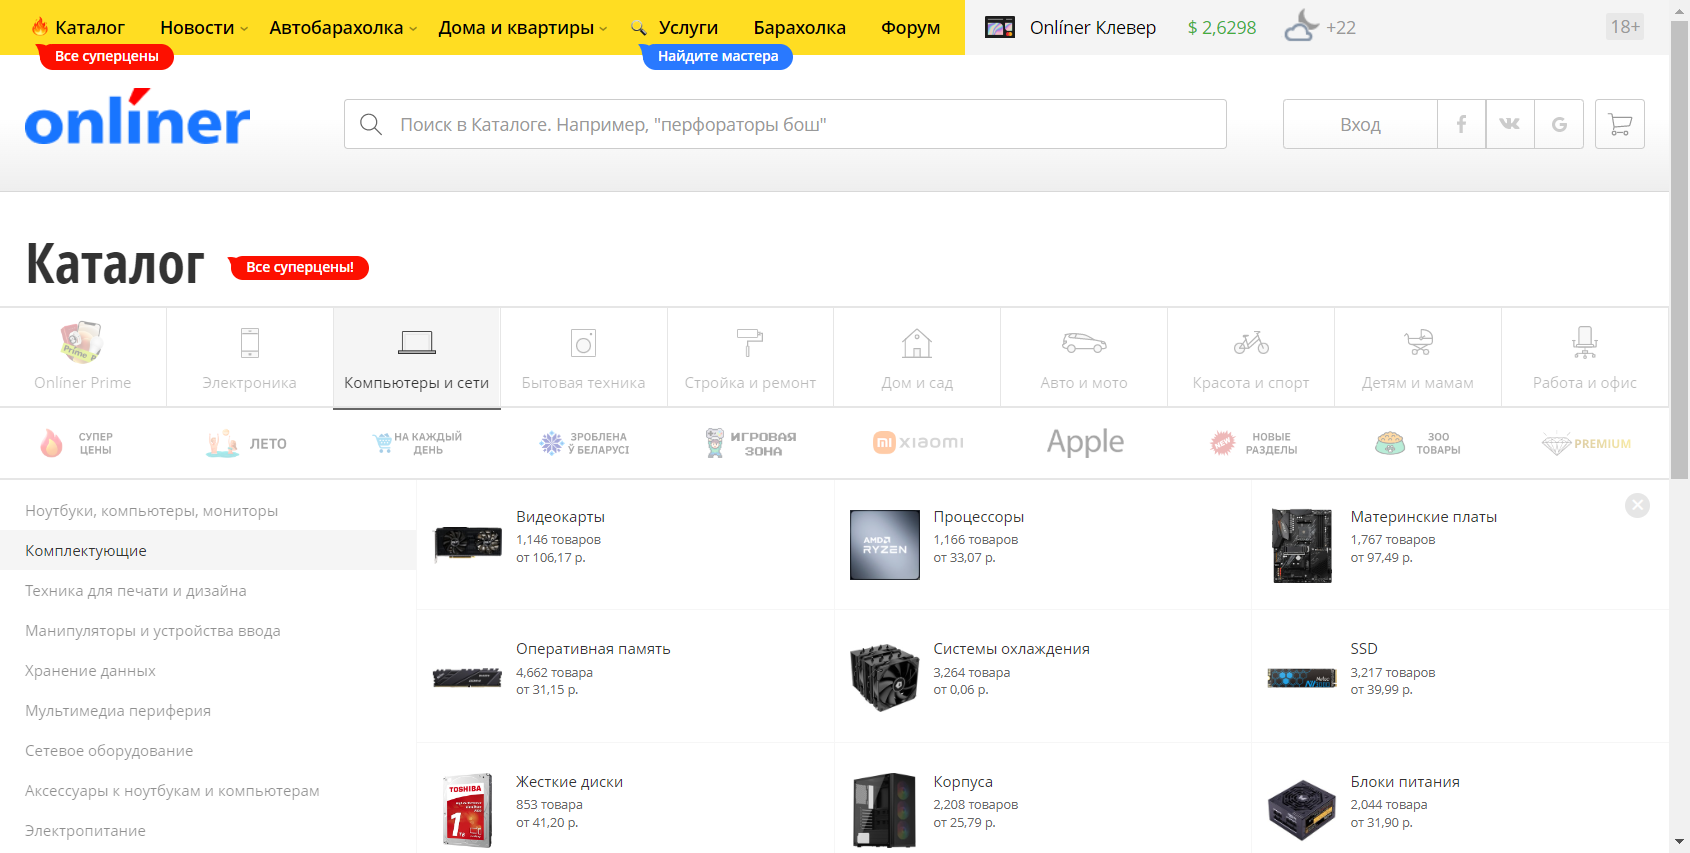 Каталог
Новости
Автобарахолка
Дома и квартиры
Услуги
Барахолка
Форум
Onlíner Клевер
$ 2,6298
+22
18+
Все суперцены
Найдите мастера
onlíner
Поиск в Каталоге. Например, "перфораторы бош"
Вход
Каталог
Все суперцены!
Prime
Onlíner Prime
Электроника
Компьютеры и сети
Бытовая техника
Стройка и ремонт
Дом и сад
Авто и мото
Красота и спорт
Детям и мамам
Работа и офис
СУПЕР
ЦЕНЫ
ЛЕТО
НА КАЖДЫЙ
ДЕНЬ
ЗРОБЛЕНА
Ў БЕЛАРУСІ
ИГРОВАЯ
ЗОНА
xiaomi
Apple
NEW
НОВЫЕ
РАЗДЕЛЫ
ЗОО
ТОВАРЫ
PREMIUM
Ноутбуки, компьютеры, мониторы
Комплектующие
Техника для печати и дизайна
Манипуляторы и устройства ввода
Хранение данных
Мультимедиа периферия
Сетевое оборудование
Аксессуары к ноутбукам и компьютерам
Электропитание
Видеокарты
1,146 товаров
от 106,17 р.
AMD
RYZEN
Процессоры
1,166 товаров
от 33,07 р.
Материнские платы
1,767 товаров
от 97,49 р.
Оперативная память
4,662 товара
от 31,15 р.
Системы охлаждения
3,264 товара
от 0,06 р.
Netac
SSD
3,217 товаров
от 39,99 р.
TOSHIBA
1TB
Жесткие диски
853 товара
от 41,20 р.
Корпуса
2,208 товаров
от 25,79 р.
Блоки питания
2,044 товара
от 31,90 р.